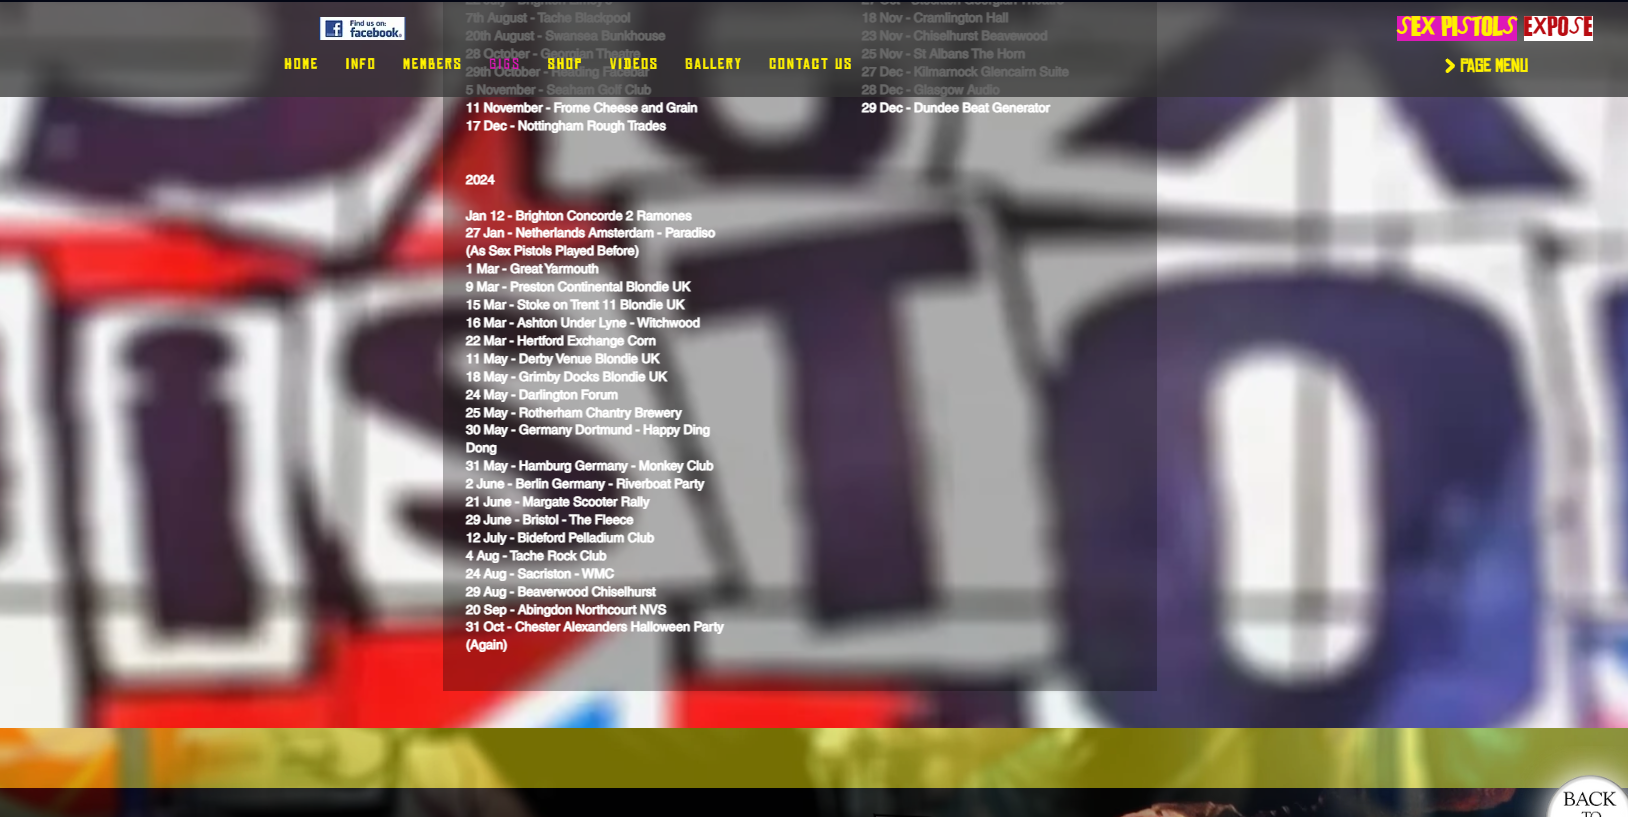 7th August - Tache Blackpool
20th August - Swansea Bunkhouse
28 October - Georgian Theatre
29th October - Reading Facebar
5 November - Seaham Golf Club
11 November - Frome Cheese and Grain
17 Dec - Nottingham Rough Trades
18 Nov - Cramlington Hall
23 Nov - Chiselhurst Beavewood
25 Nov - St Albans The Horn
27 Dec - Kilmarnock Glencairn Suite
28 Dec - Glasgow Audio
29 Dec - Dundee Beat Generator
Find us on:
facebook.
SEX PISTOLS EXPOSE
HOME INFO MEMBERS GIGS SHOP VIDEOS GALLERY CONTACT US
> PAGE MENU
2024
Jan 12 - Brighton Concorde 2 Ramones
27 Jan - Netherlands Amsterdam - Paradiso
(As Sex Pistols Played Before)
1 Mar - Great Yarmouth
9 Mar - Preston Continental Blondie UK
15 Mar - Stoke on Trent 11 Blondie UK
16 Mar - Ashton Under Lyne - Witchwood
22 Mar - Hertford Exchange Corn
11 May - Derby Venue Blondie UK
18 May - Grimby Docks Blondie UK
24 May - Darlington Forum
25 May - Rotherham Chantry Brewery
30 May - Germany Dortmund - Happy Ding
Dong
31 May - Hamburg Germany - Monkey Club
2 June - Berlin Germany - Riverboat Party
21 June - Margate Scooter Rally
29 June - Bristol - The Fleece
12 July - Bideford Palladium Club
4 Aug - Tache Rock Club
24 Aug - Sacriston - WMC
29 Aug - Beaverwood Chiselhurst
20 Sep - Abingdon Northcourt NVS
31 Oct - Chester Alexanders Halloween Party
(Again)
BACK
TO